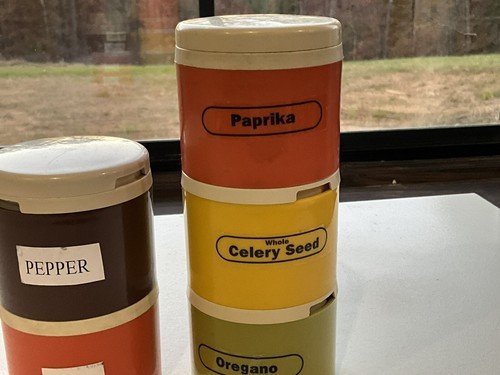 Paprika
Whole
Celery Seed
Oregano
PEPPER